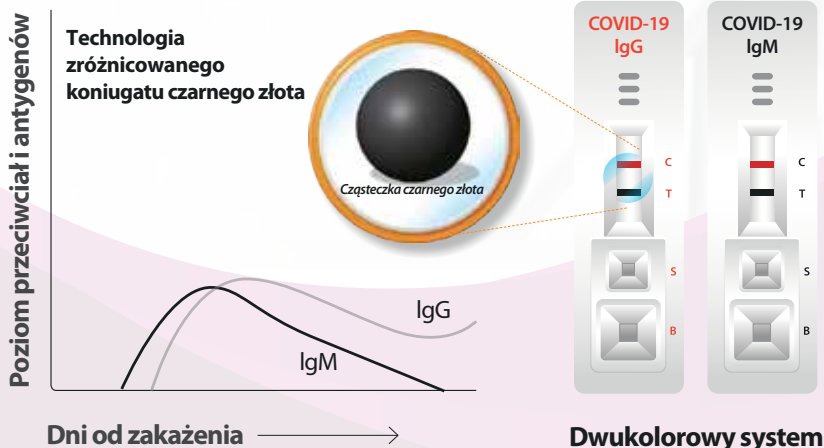 Poziom przeciwciał i antygenów
Technologia
zróżnicowanego
koniugatu czarnego złota
Cząsteczka czarnego złota
COVID-19
IgG
C
T
S
B
COVID-19
IgM
C
T
S
B
IgG
IgM
Dni od zakażenia
Dwukolorowy system